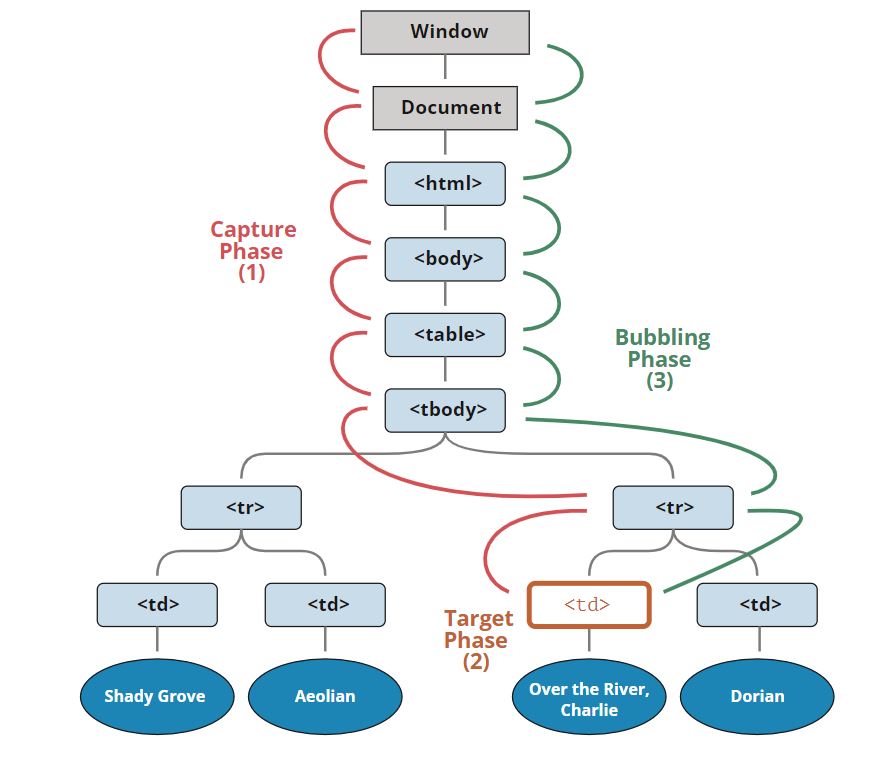 Window
Document
<html>
Capture
Phase
(1)
<body>
<table>
Bubbling
Phase
(3)
<tbody>
<tr>
<tr>
<td>
<td>
<td>
<td>
Target
Phase
(2)
Shady Grove
Aeolian
Over the River,
Charlie
Dorian